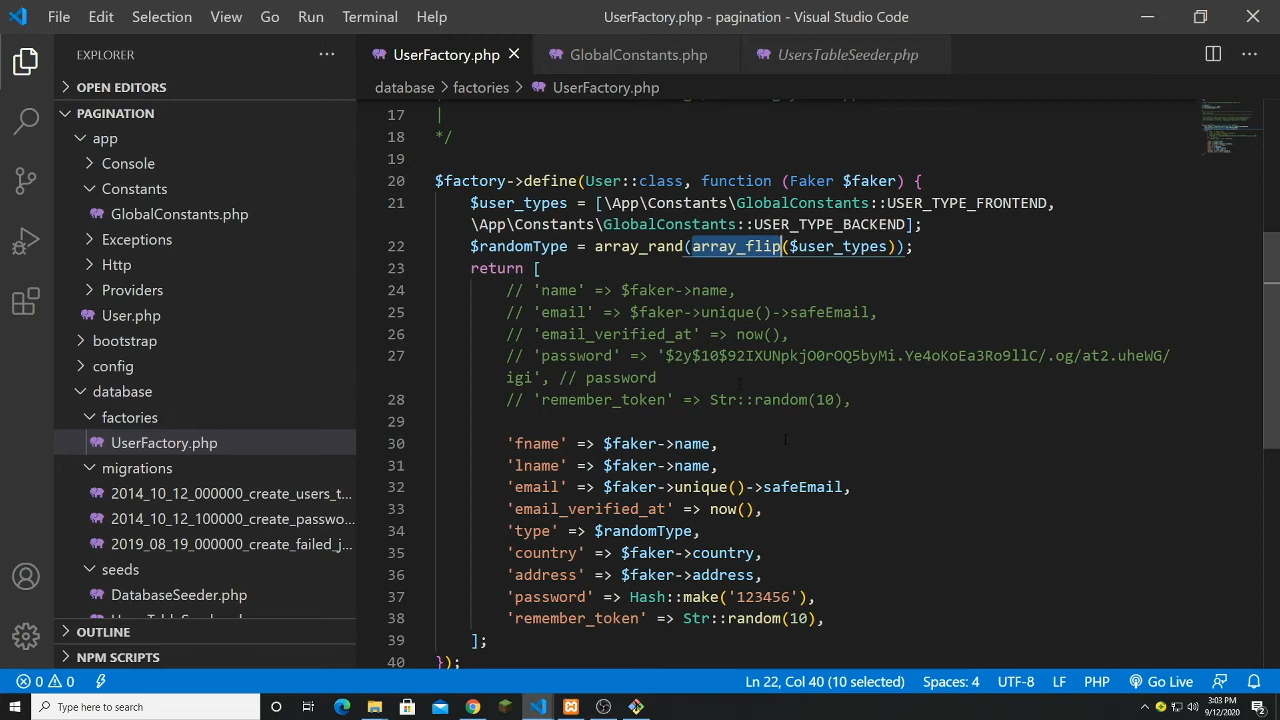 File Edit Selection View Go Run Terminal Help
UserFactory.php - pagination - Visual Studio Code
EXPLORER
OPEN EDITORS
PAGINATION
app
Console
Constants
GlobalConstants.php
Exceptions
Http
Providers
User.php
bootstrap
config
database
factories
UserFactory.php
migrations
2014_10_12_000000_create_users_t...
2014_10_12_100000_create_passwo...
2019_08_19_000000_create_failed_j...
seeds
DatabaseSeeder.php
OUTLINE
NPM SCRIPTS
UserFactory.php GlobalConstants.php UsersTableSeeder.php
database > factories > UserFactory.php
17 |
18 */
19
20 $factory->define(User::class, function (Faker $faker) {
21 $user_types = [\App\Constants\GlobalConstants::USER_TYPE_FRONTEND,
\App\Constants\GlobalConstants::USER_TYPE_BACKEND];
22 $randomType = array_rand(array_flip($user_types));
23 return [
24 // 'name' => $faker->name,
25 // 'email' => $faker->unique()->safeEmail,
26 // 'email_verified_at' => now(),
27 // 'password' => '$2y$10$92IXUNpkjO0rOQ5byMi.Ye4oKoEa3Ro9llC/.og/at2.uheWG/
igi', // password
28 // 'remember_token' => Str::random(10),
29
30 'fname' => $faker->name,
31 'lname' => $faker->name,
32 'email' => $faker->unique()->safeEmail,
33 'email_verified_at' => now(),
34 'type' => $randomType,
35 'country' => $faker->country,
36 'address' => $faker->address,
37 'password' => Hash::make('123456'),
38 'remember_token' => Str::random(10),
39 ];
40 });
0 0 Ln 22, Col 40 (10 selected) Spaces: 4 UTF-8 LF PHP Go Live
Type here to search
3:03 PM
9/12/2020